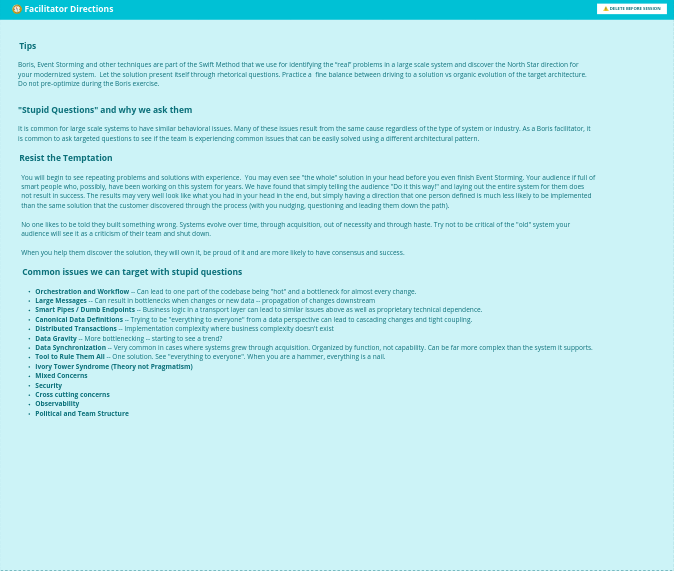 Facilitator Directions
DELETE BEFORE SESSION
Tips
Boris, Event Storming and other techniques are part of the Swift Method that we use for identifying the "real" problems in a large scale system and discover the North Star direction for
your modernized system. Let the solution present itself through rhetorical questions. Practice a fine balance between driving to a solution vs organic evolution of the target architecture.
Do not pre-optimize during the Boris exercise.
"Stupid Questions" and why we ask them
It is common for large scale systems to have similar behavioral issues. Many of these issues result from the same cause regardless of the type of system or industry. As a Boris facilitator, it
is common to ask targeted questions to see if the team is experiencing common issues that can be easily solved using a different architectural pattern.
Resist the Temptation
You will begin to see repeating problems and solutions with experience. You may even see "the whole" solution in your head before you even finish Event Storming. Your audience if full of
smart people who, possibly, have been working on this system for years. We have found that simply telling the audience "Do it this way!" and laying out the entire system for them does
not result in success. The results may very well look like what you had in your head in the end, but simply having a direction that one person defined is much less likely to be implemented
than the same solution that the customer discovered through the process (with you nudging, questioning and leading them down the path).
No one likes to be told they built something wrong. Systems evolve over time, through acquisition, out of necessity and through haste. Try not to be critical of the "old" system your
audience will see it as a criticism of their team and shut down.
When you help them discover the solution, they will own it, be proud of it and are more likely to have consensus and success.
Common issues we can target with stupid questions
• Orchestration and Workflow -- Can lead to one part of the codebase being "hot" and a bottleneck for almost every change.
• Large Messages -- Can result in bottlenecks when changes or new data -- propagation of changes downstream
• Smart Pipes / Dumb Endpoints -- Business logic in a transport layer can lead to similar issues above as well as proprietary technical dependence.
• Canonical Data Definitions -- Trying to be "everything to everyone" from a data perspective can lead to cascading changes and tight coupling.
• Distributed Transactions -- Implementation complexity where business complexity doesn't exist
• Data Gravity -- More bottlenecking -- starting to see a trend?
• Data Synchronization -- Very common in cases where systems grew through acquisition. Organized by function, not capability. Can be far more complex than the system it supports.
• Tool to Rule Them All -- One solution. See "everything to everyone". When you are a hammer, everything is a nail.
• Ivory Tower Syndrome (Theory not Pragmatism)
• Mixed Concerns
• Security
• Cross cutting concerns
• Observability
• Political and Team Structure